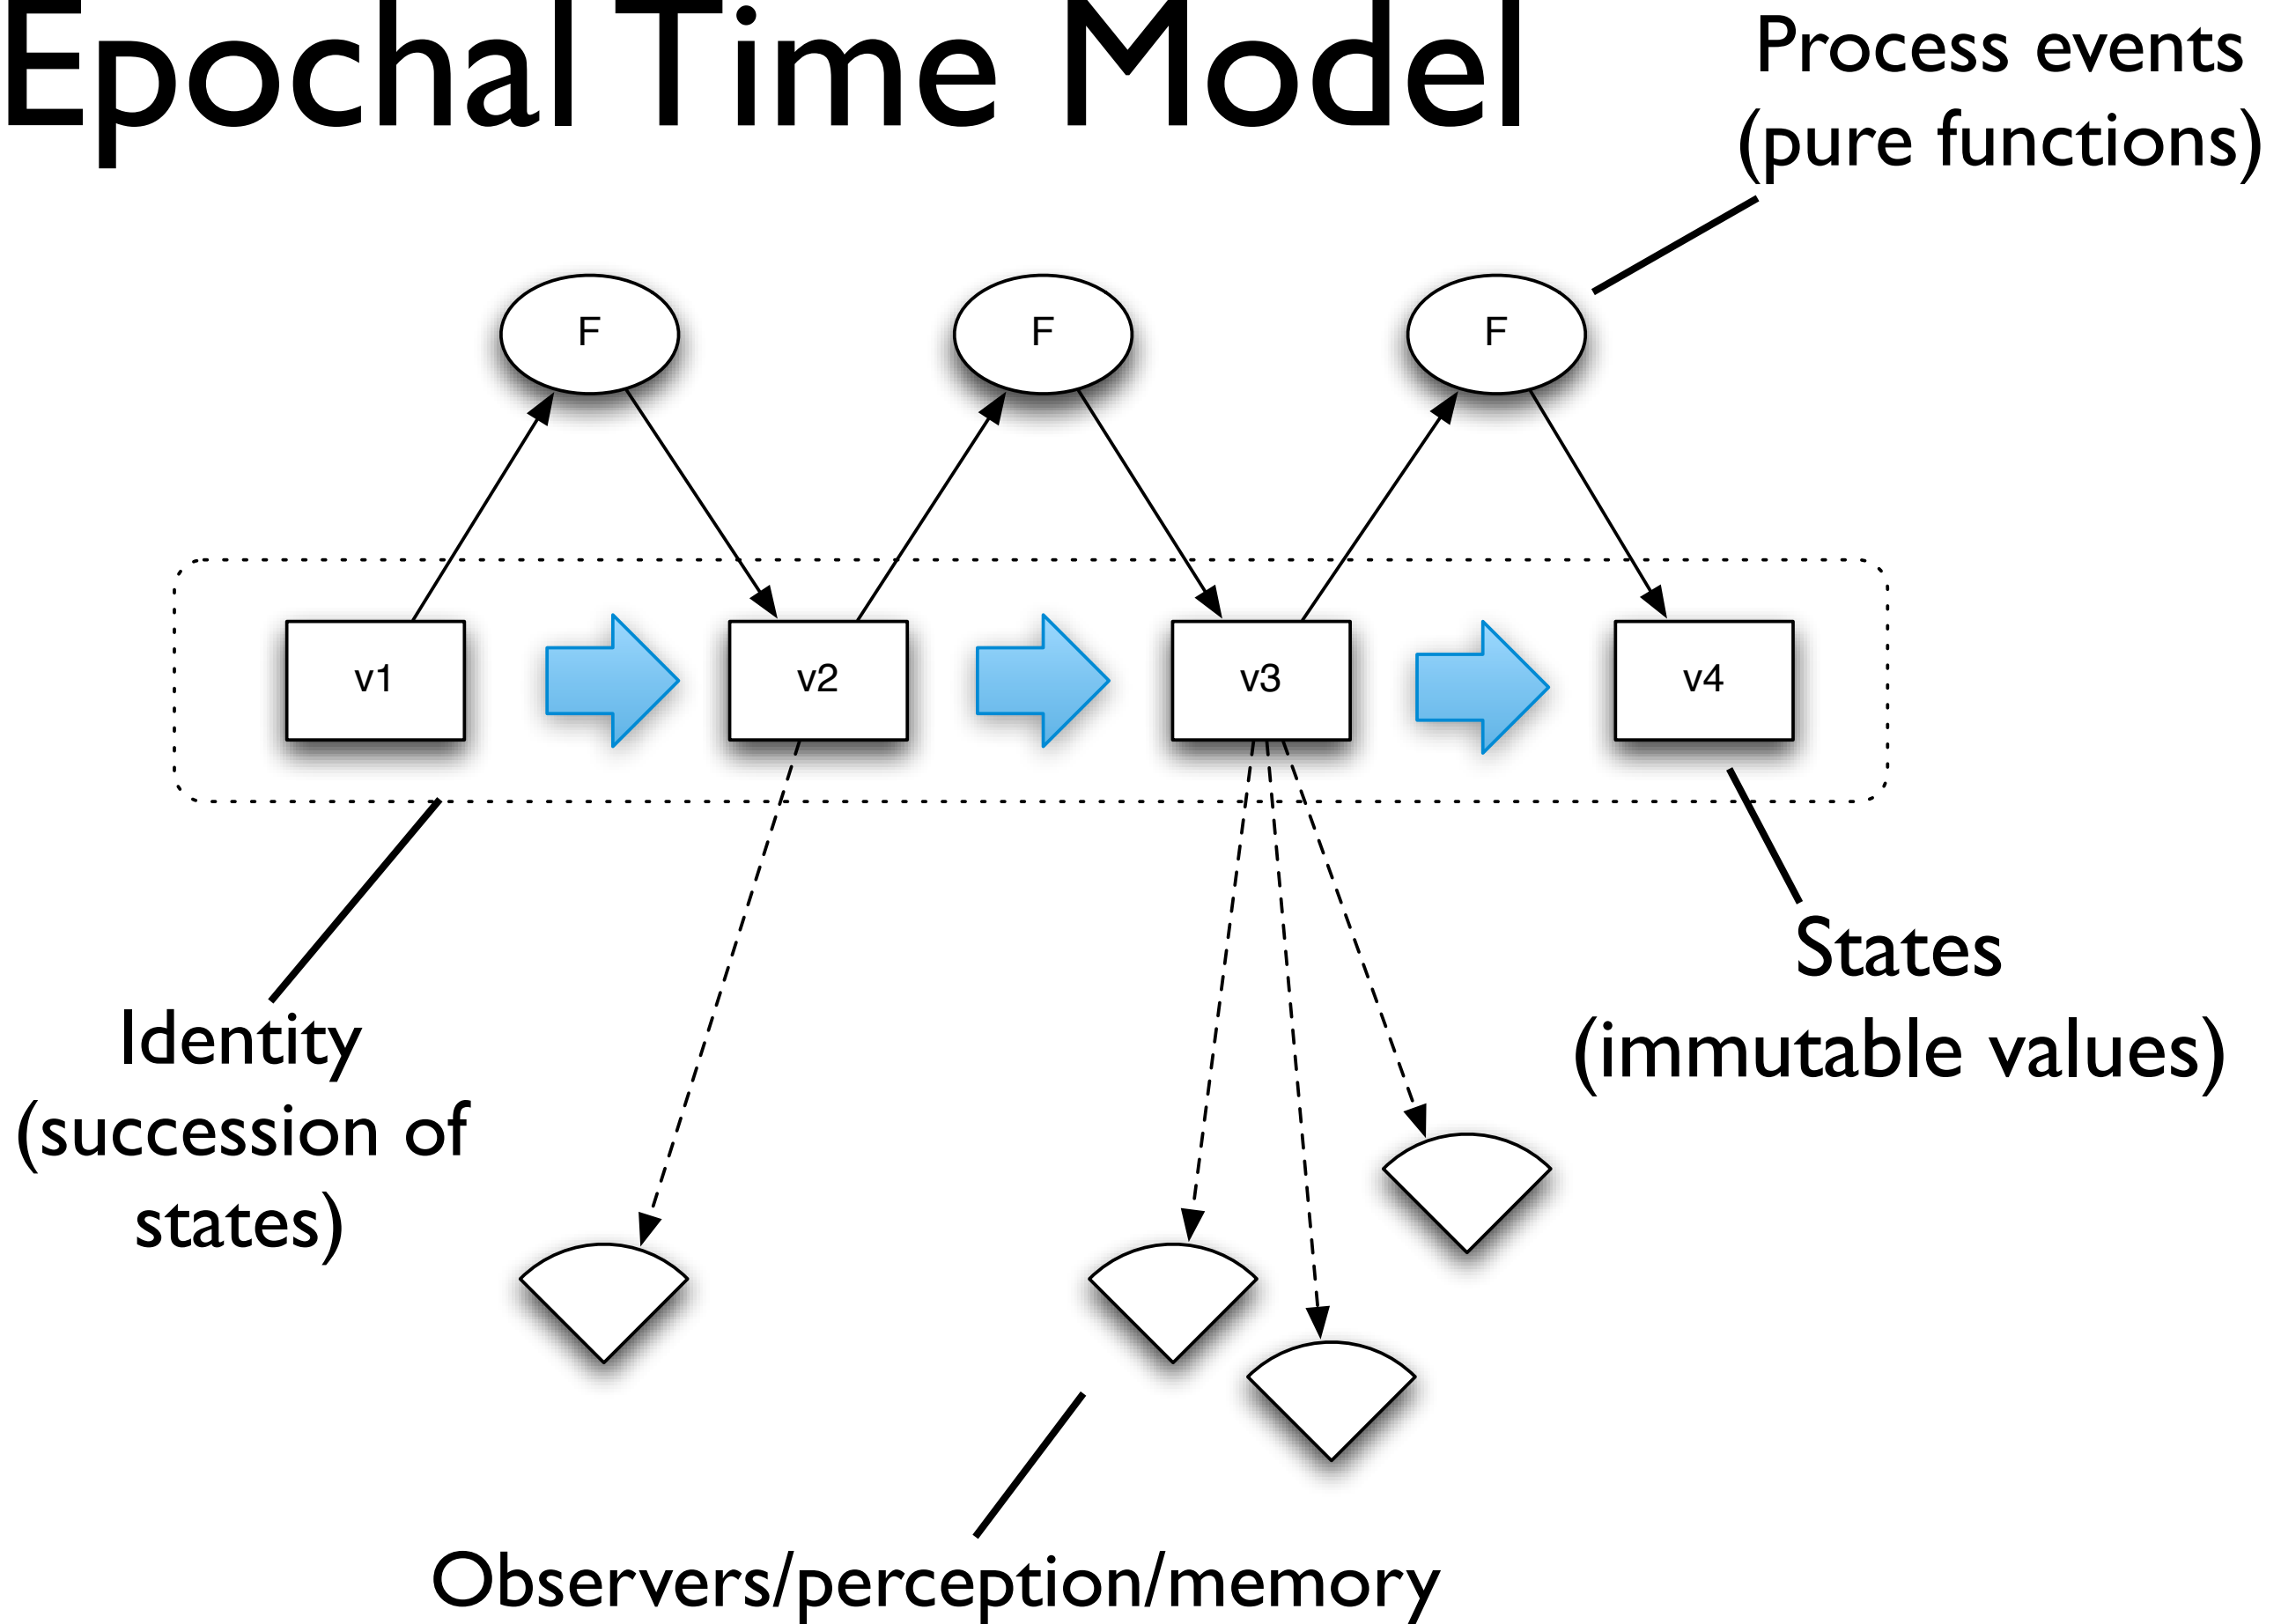 Epochal Time Model
Process events
(pure functions)
F
F
F
v1
v2
v3
v4
States
(immutable values)
Identity
(succession of
states)
Observers/perception/memory